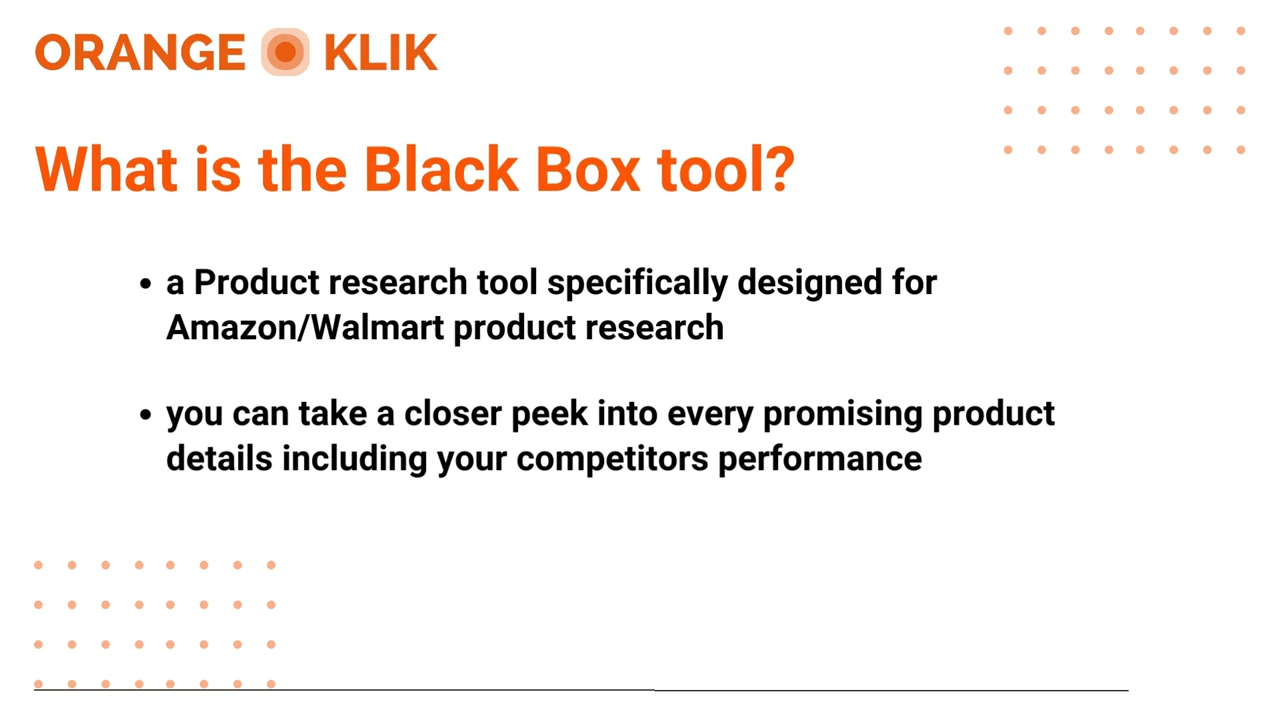 ORANGE KLIK
What is the Black Box tool?
• a Product research tool specifically designed for
Amazon/Walmart product research
• you can take a closer peek into every promising product
details including your competitors performance